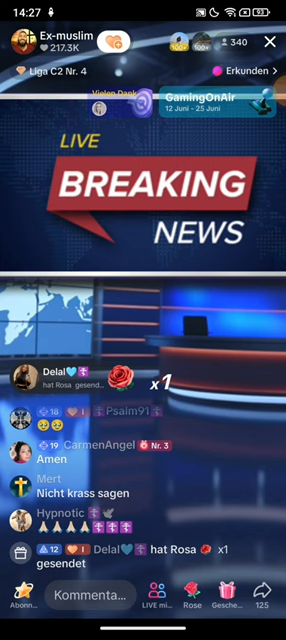 14:27
93
Ex-muslim
217.3K
100+
100+
340
Liga C2 Nr. 4
Erkunden
Vielen Dank
GamingOnAir
12 Juni - 25 Juni
LIVE
BREAKING
NEWS
Delal
hat Rosa gesend..
x1
18 I Psalm91
19 CarmenAngel Nr. 3
Amen
Mert
Nicht krass sagen
Hypnotic
12 I Delal hat Rosa x1
gesendet
Abonn...
Kommenta...
LIVE mi...
Rose
Gesche...
125